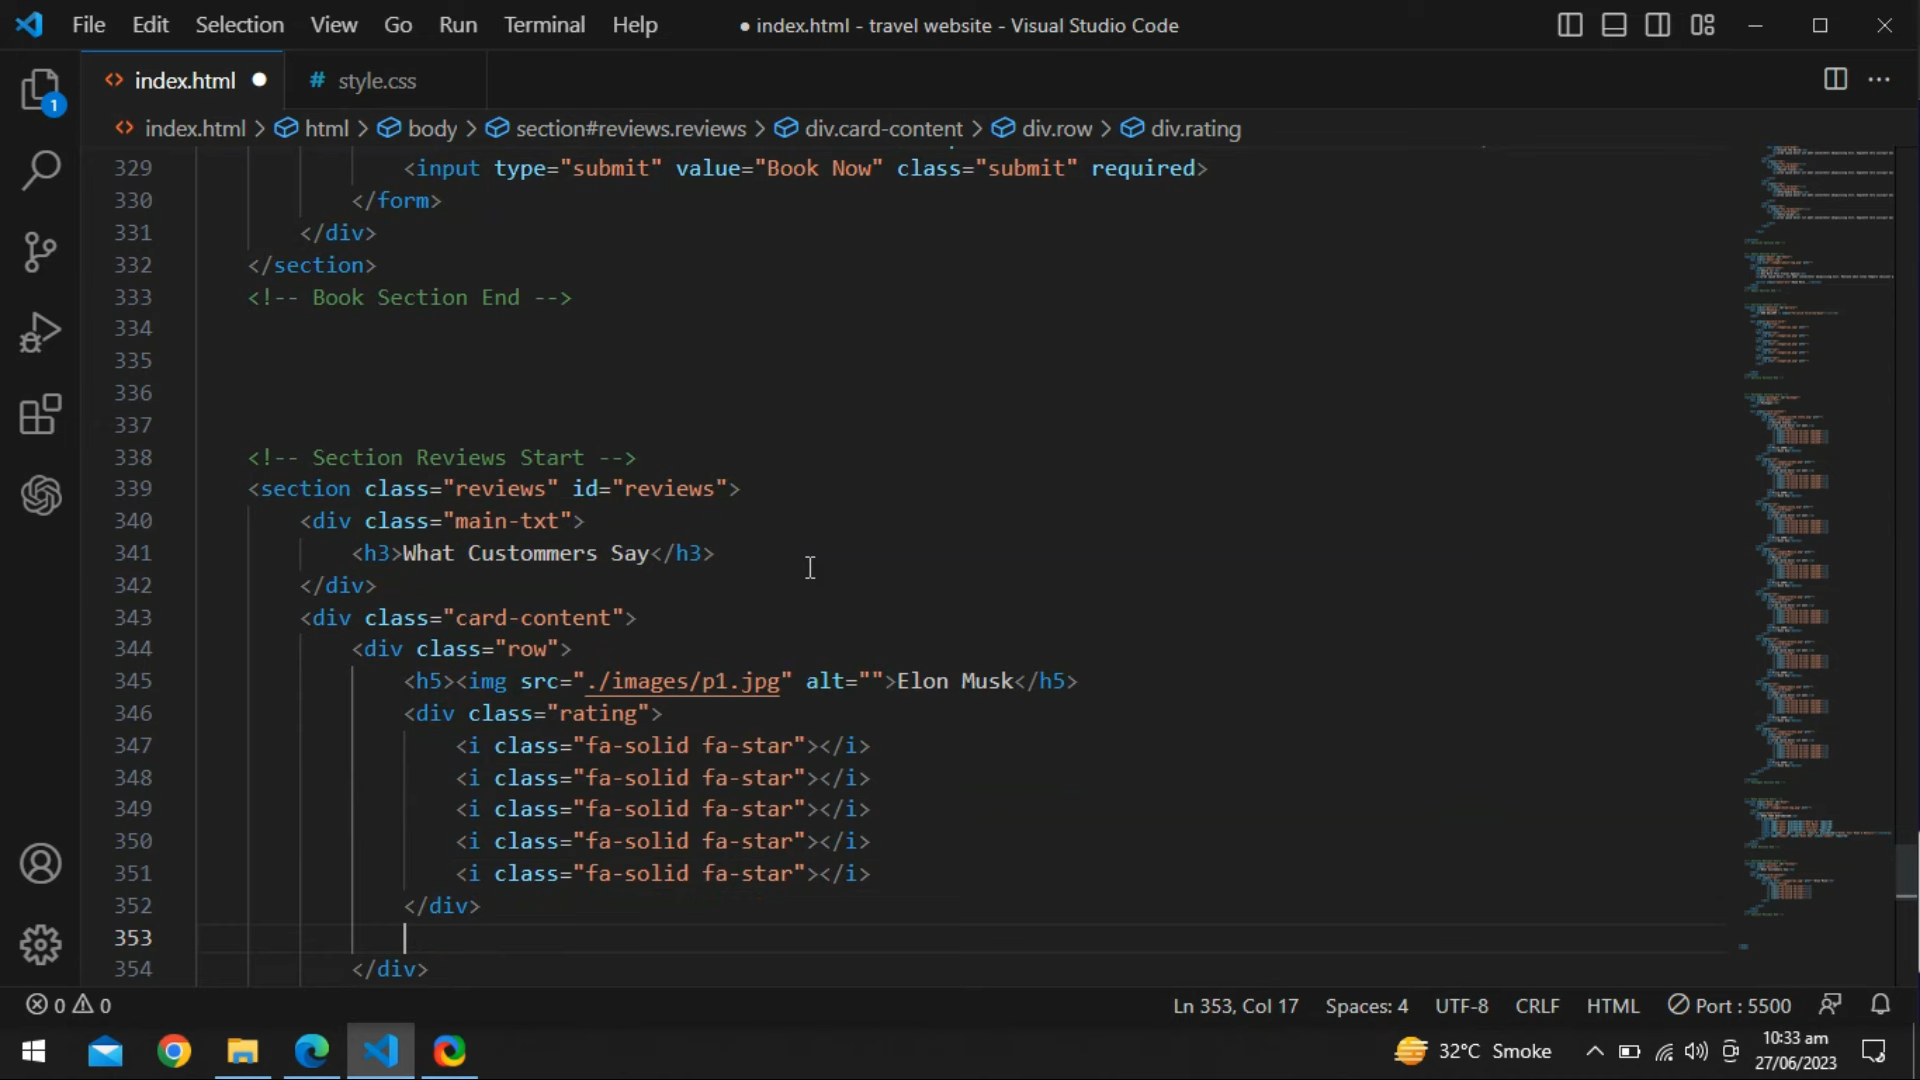 File Edit Selection View Go Run Terminal Help
● index.html - travel website - Visual Studio Code
index.html
# style.css
index.html > html > body > section#reviews.reviews > div.card-content > div.row > div.rating
329 <input type="submit" value="Book Now" class="submit" required>
330 </form>
331 </div>
332 </section>
333 <!-- Book Section End -->
334
335
336
337
338 <!-- Section Reviews Start -->
339 <section class="reviews" id="reviews">
340 <div class="main-txt">
341 <h3>What Custommers Say</h3>
342 </div>
343 <div class="card-content">
344 <div class="row">
345 <h5><img src="./images/p1.jpg" alt="">Elon Musk</h5>
346 <div class="rating">
347 <i class="fa-solid fa-star"></i>
348 <i class="fa-solid fa-star"></i>
349 <i class="fa-solid fa-star"></i>
350 <i class="fa-solid fa-star"></i>
351 <i class="fa-solid fa-star"></i>
352 </div>
353
354 </div>
1
0 0
Ln 353, Col 17 Spaces: 4 UTF-8 CRLF HTML Port : 5500
32°C Smoke
10:33 am
27/06/2023